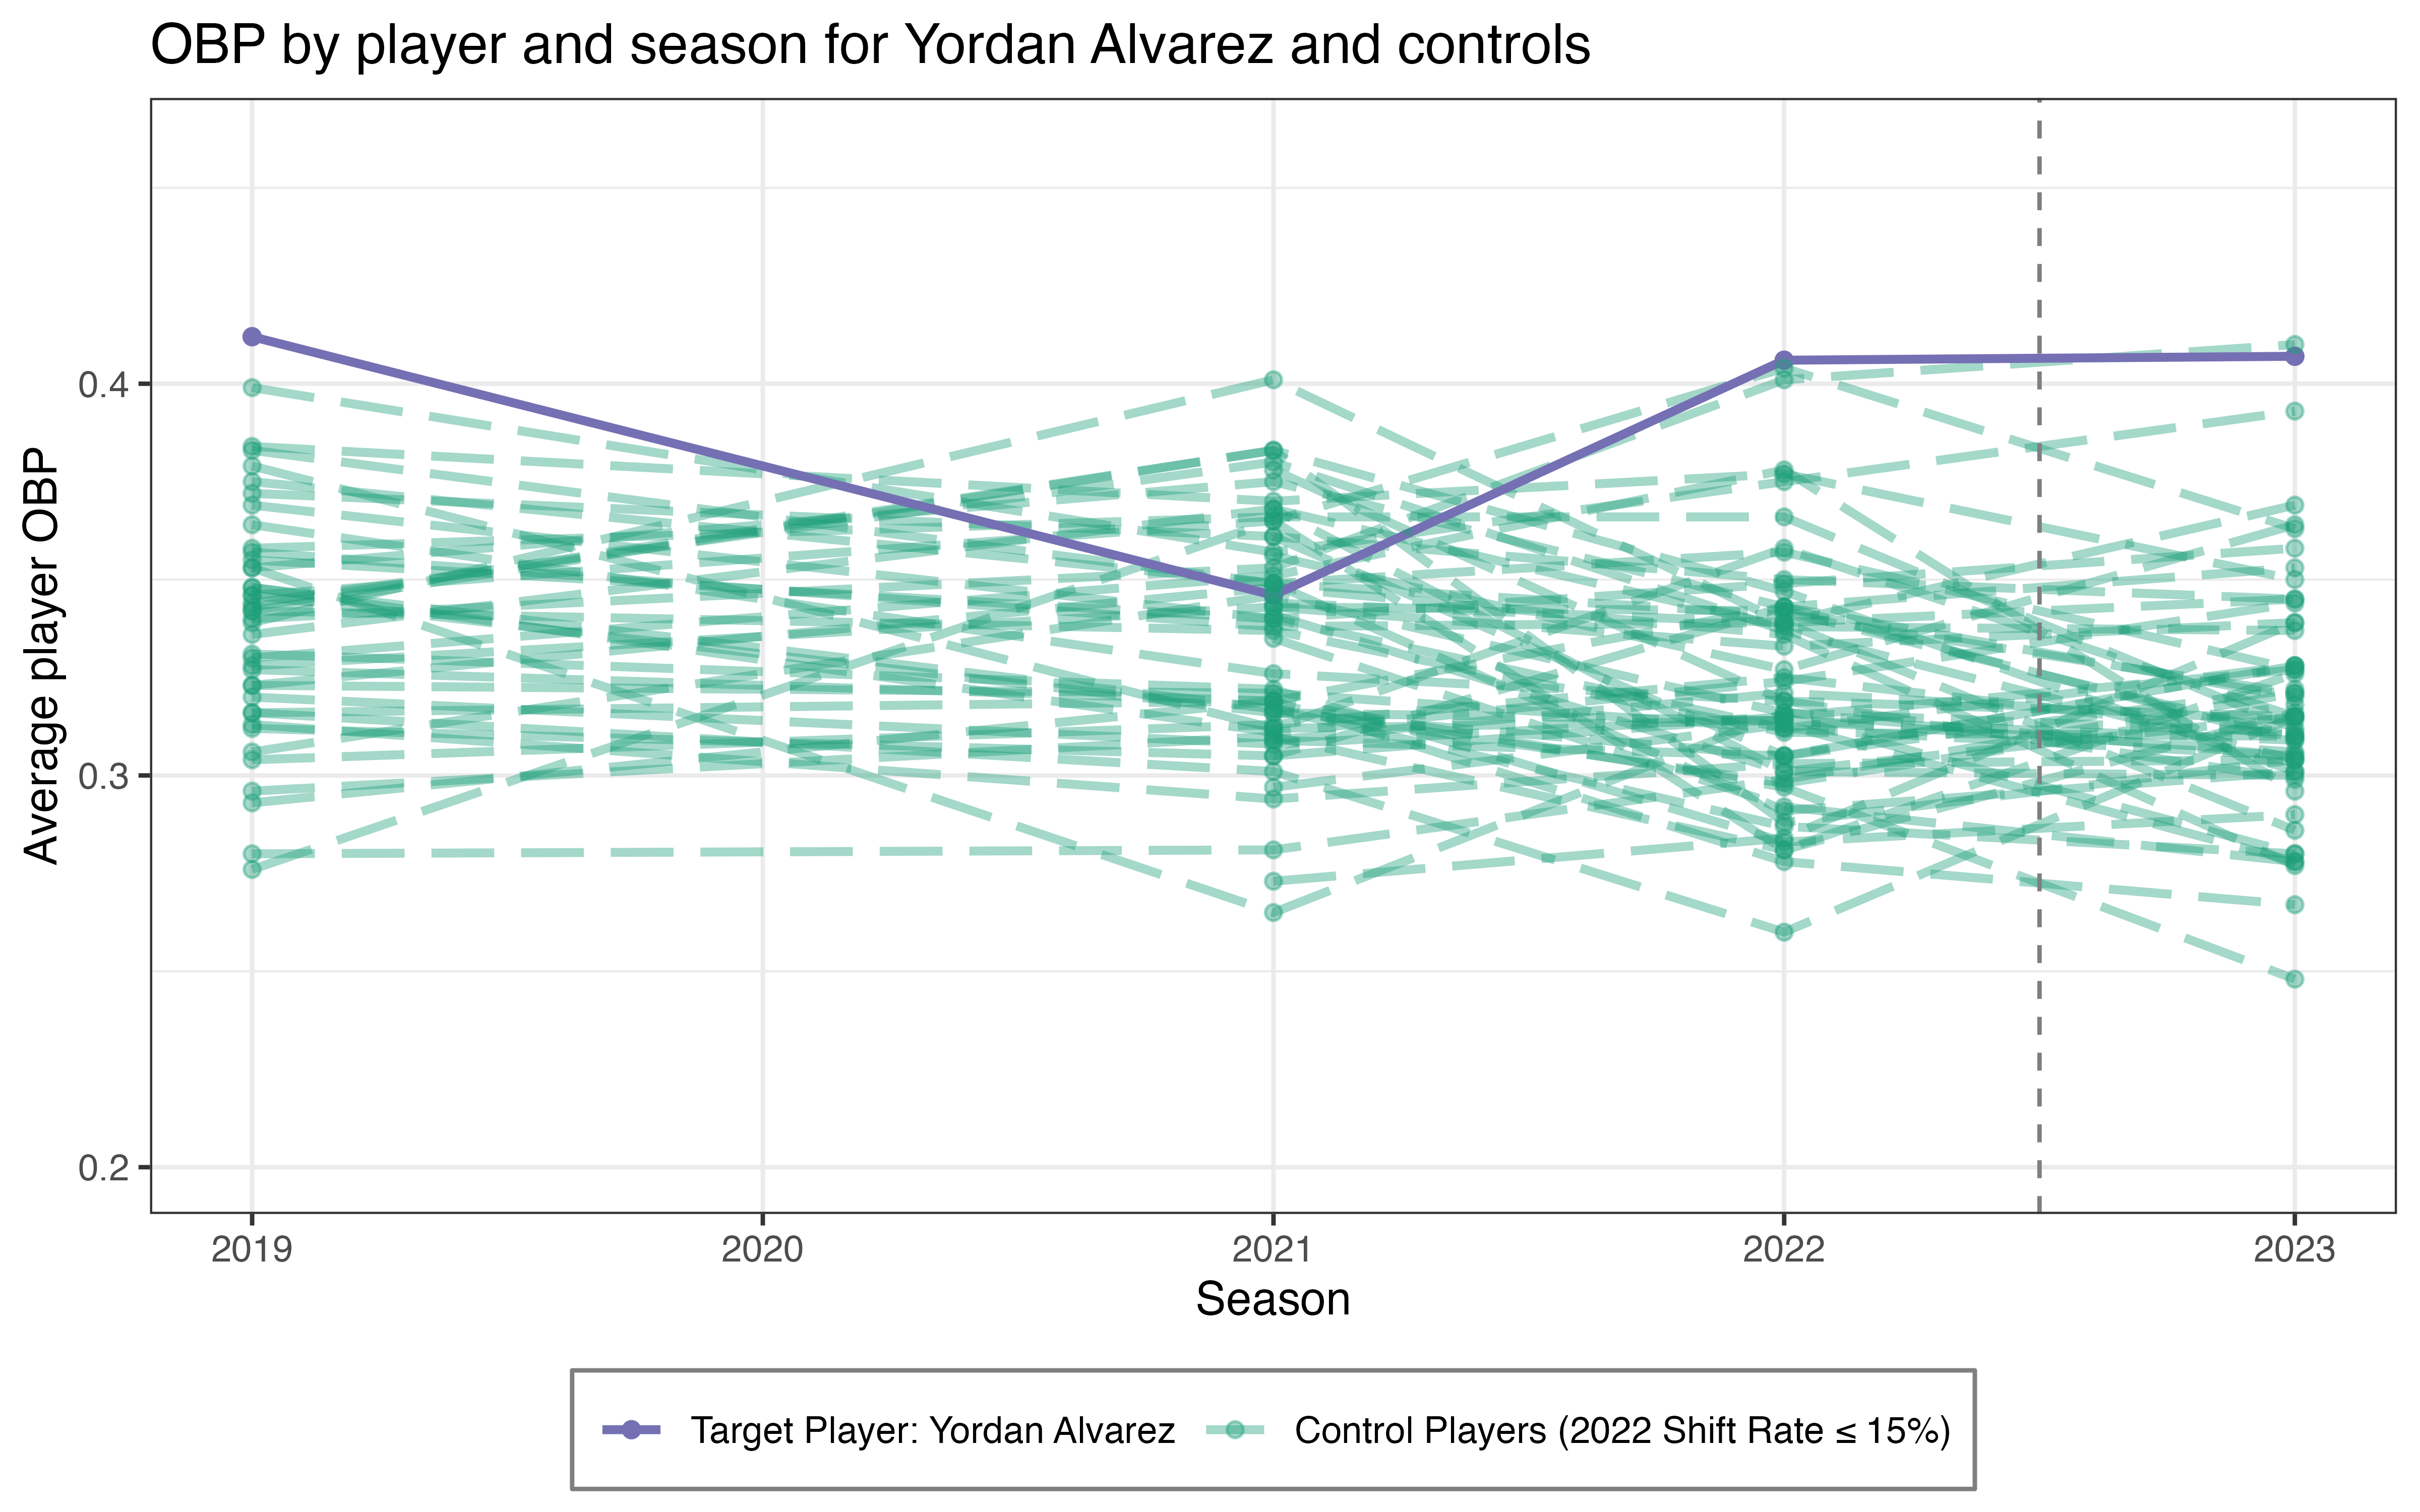 OBP by player and season for Yordan Alvarez and controls
Average player OBP
0.4
0.3
0.2
2019 2020 2021 2022 2023
Season
Target Player: Yordan Alvarez Control Players (2022 Shift Rate ≤ 15%)